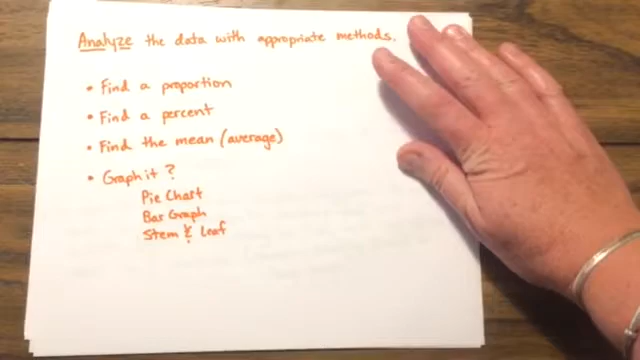 Analyze the data with appropriate methods.
• Find a proportion
• Find a percent
• Find the mean (average)
• Graph it?
Pie Chart
Bar Graph
Stem & Leaf